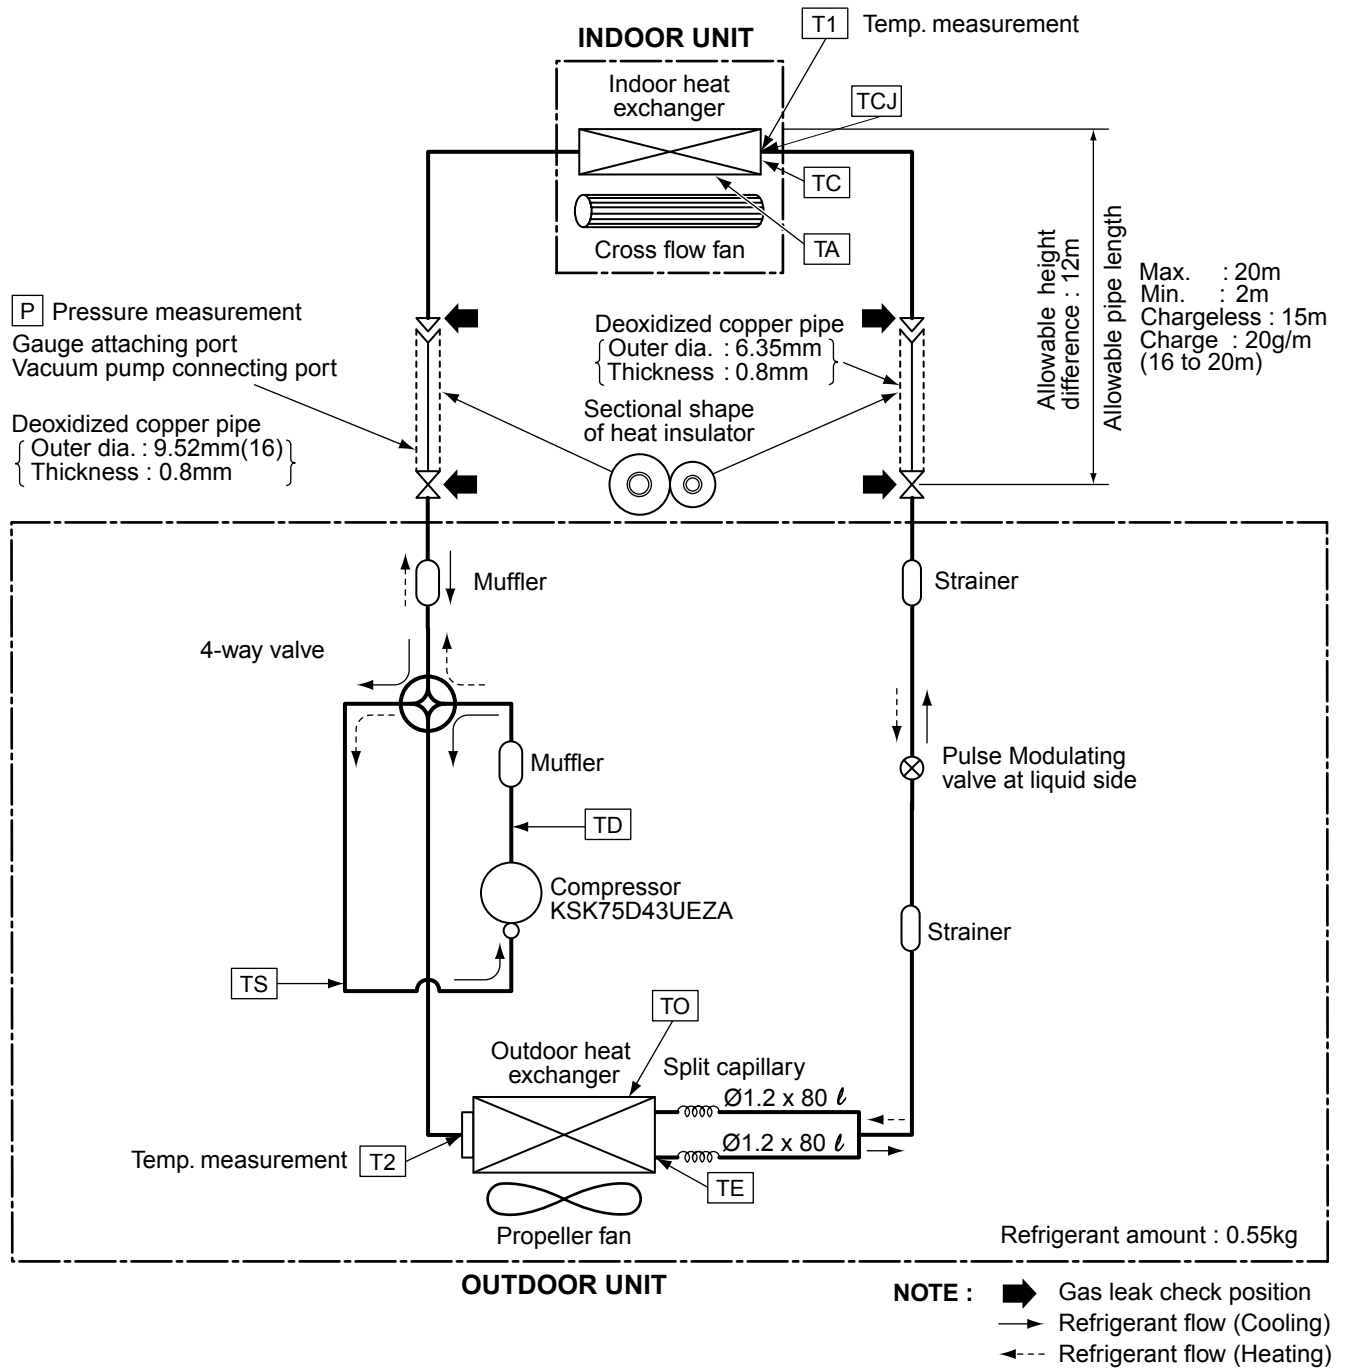 T1 Temp. measurement
INDOOR UNIT
Indoor heat
exchanger
TCJ
TC
Cross flow fan
TA
Allowable height
difference : 12m
Allowable pipe length
Max. : 20m
Min. : 2m
Chargeless : 15m
Charge : 20g/m
(16 to 20m)
P Pressure measurement
Gauge attaching port
Vacuum pump connecting port
Deoxidized copper pipe
Outer dia. : 9.52mm(16)
Thickness : 0.8mm
Deoxidized copper pipe
Outer dia. : 6.35mm
Thickness : 0.8mm
Sectional shape
of heat insulator
Muffler
Strainer
4-way valve
Muffler
Pulse Modulating
valve at liquid side
TD
Compressor
KSK75D43UEZA
Strainer
TS
TO
Outdoor heat
exchanger
Split capillary
Ø1.2 x 80 ℓ
Ø1.2 x 80 ℓ
Temp. measurement T2
TE
Propeller fan
Refrigerant amount : 0.55kg
OUTDOOR UNIT
NOTE : Gas leak check position
Refrigerant flow (Cooling)
Refrigerant flow (Heating)